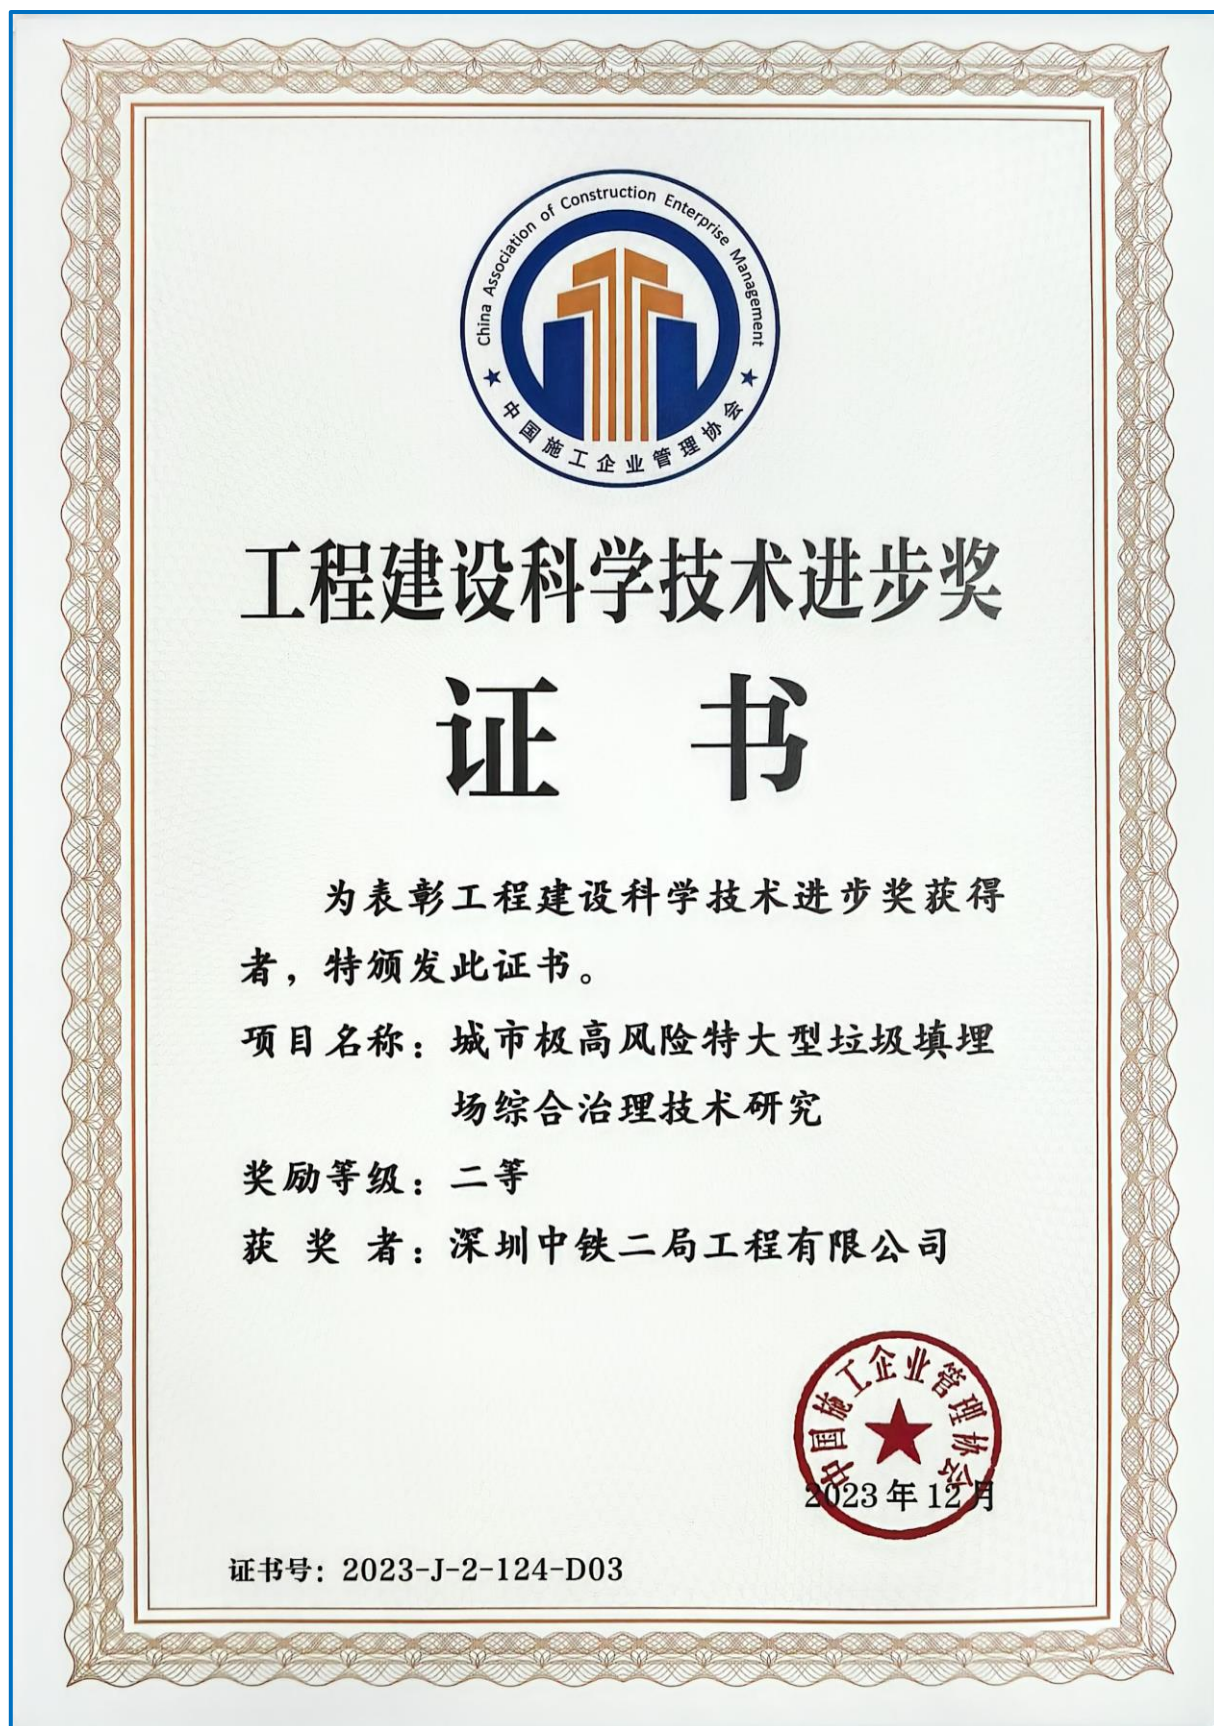 China Association of Construction Enterprise Management
中国施工企业管理协会
工程建设科学技术进步奖
证 书
为表彰工程建设科学技术进步奖获得
者，特颁发此证书。
项目名称：城市极高风险特大型垃圾填埋
场综合治理技术研究
奖励等级：二等
获 奖 者：深圳中铁二局工程有限公司
中国施工企业管理协会
2023年12月
证书号：2023-J-2-124-D03